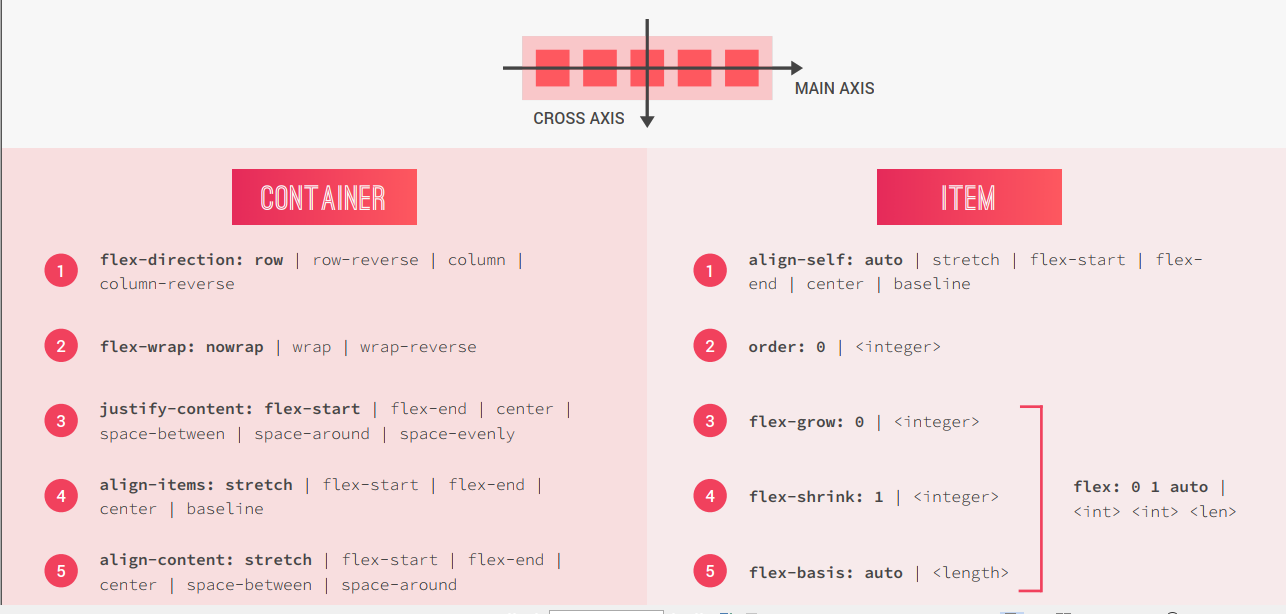 MAIN AXIS
CROSS AXIS
CONTAINER
1 flex-direction: row | row-reverse | column |
column-reverse
2 flex-wrap: nowrap | wrap | wrap-reverse
3 justify-content: flex-start | flex-end | center |
space-between | space-around | space-evenly
4 align-items: stretch | flex-start | flex-end |
center | baseline
5 align-content: stretch | flex-start | flex-end |
center | space-between | space-around
ITEM
1 align-self: auto | stretch | flex-start | flex-
end | center | baseline
2 order: 0 | <integer>
3 flex-grow: 0 | <integer>
4 flex-shrink: 1 | <integer>
5 flex-basis: auto | <length>
flex: 0 1 auto |
<int> <int> <len>